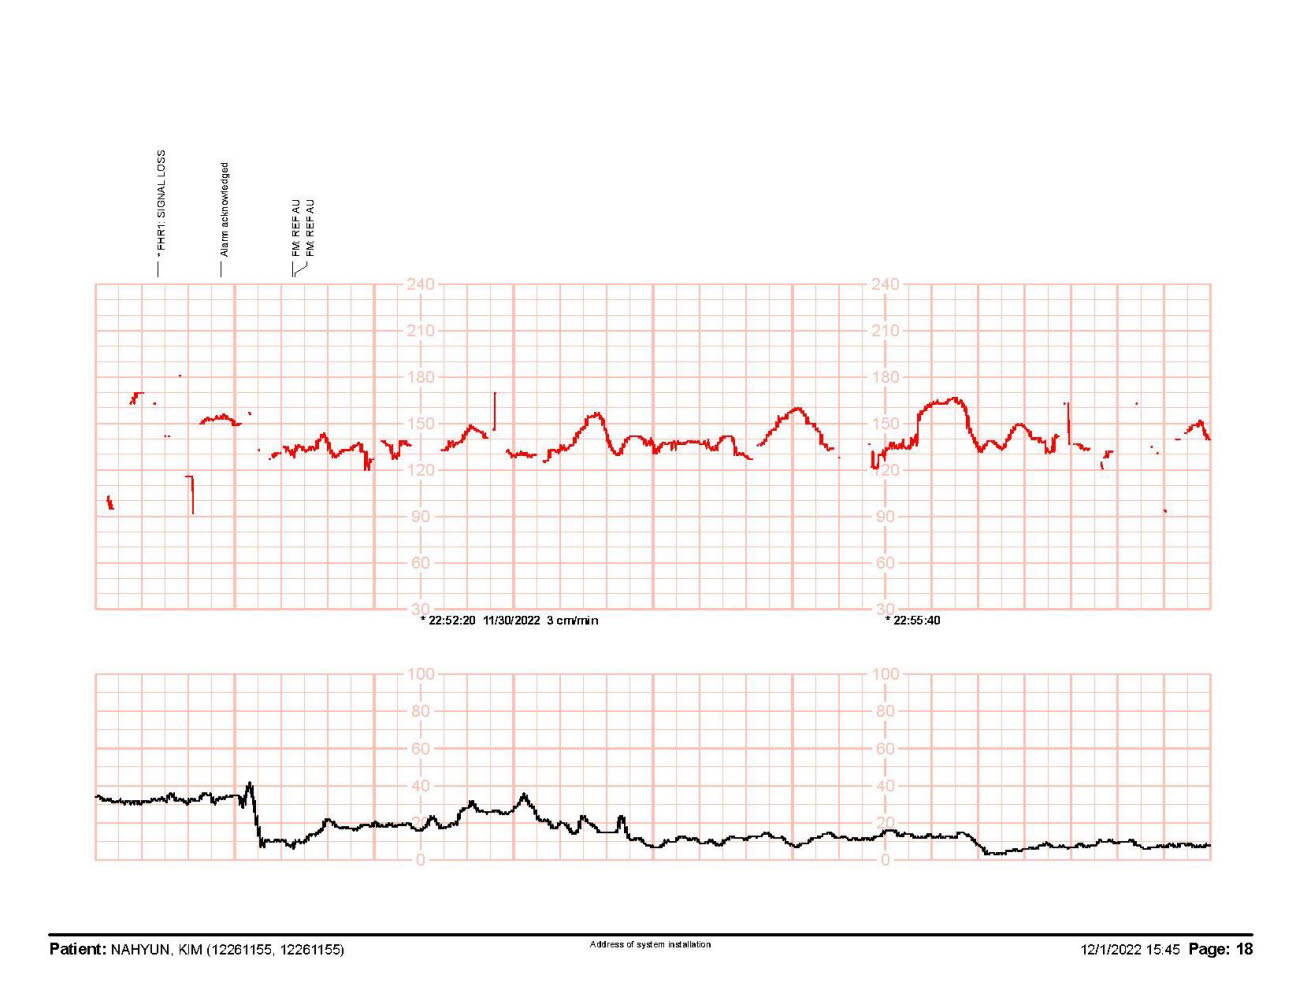 * FHR1: SIGNAL LOSS
Alarm acknowledged
FM: REF AU
FM: REF AU
240 240
210 210
180 180
150 150
120 120
90 90
60 60
30 30
* 22:52:20 11/30/2022 3 cm/min * 22:55:40
100 100
80 80
60 60
40 40
20 20
0 0
Patient: NAHYUN, KIM (12261155, 12261155) Address of system installation 12/1/2022 15:45 Page: 18